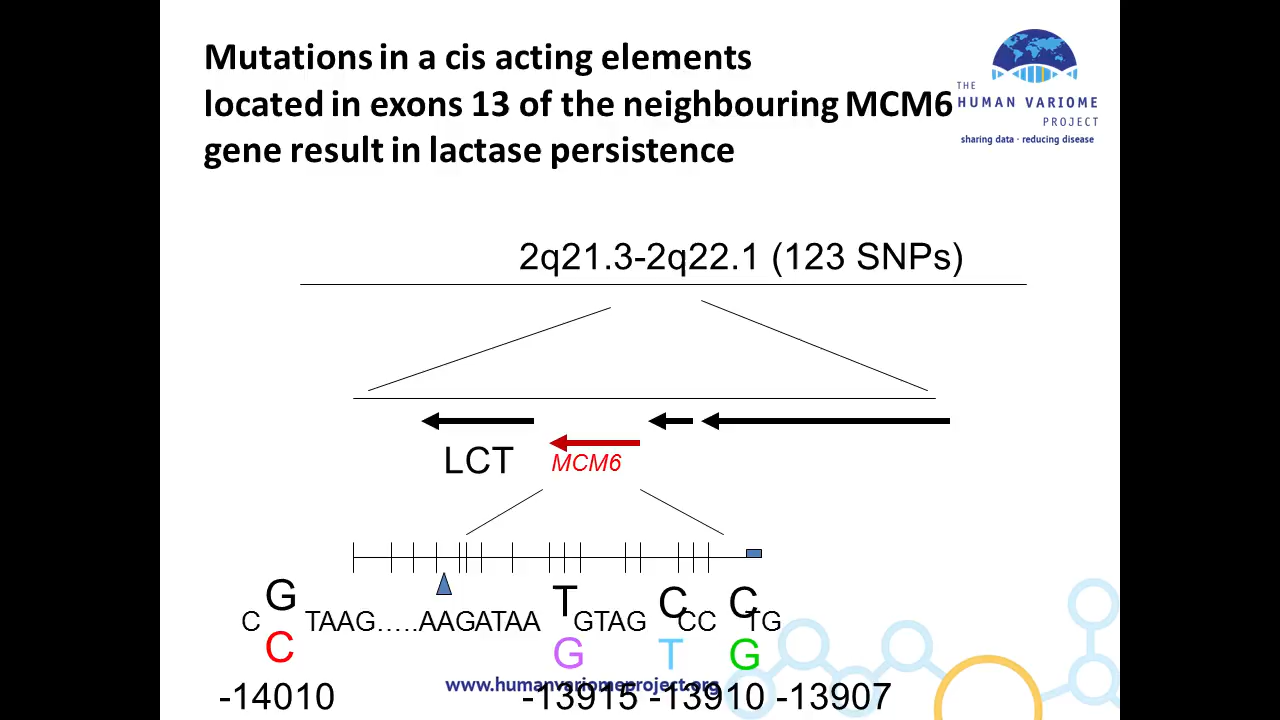 Mutations in a cis acting elements
located in exons 13 of the neighbouring MCM6
gene result in lactase persistence
THE
HUMAN VARIOME
PROJECT
sharing data · reducing disease
2q21.3-2q22.1 (123 SNPs)
LCT
MCM6
C G TAAG.....AAGATAA T GTAG C CC C TG
C G T G
www.humanvariomeproject.org
-14010 -13915 -13910 -13907